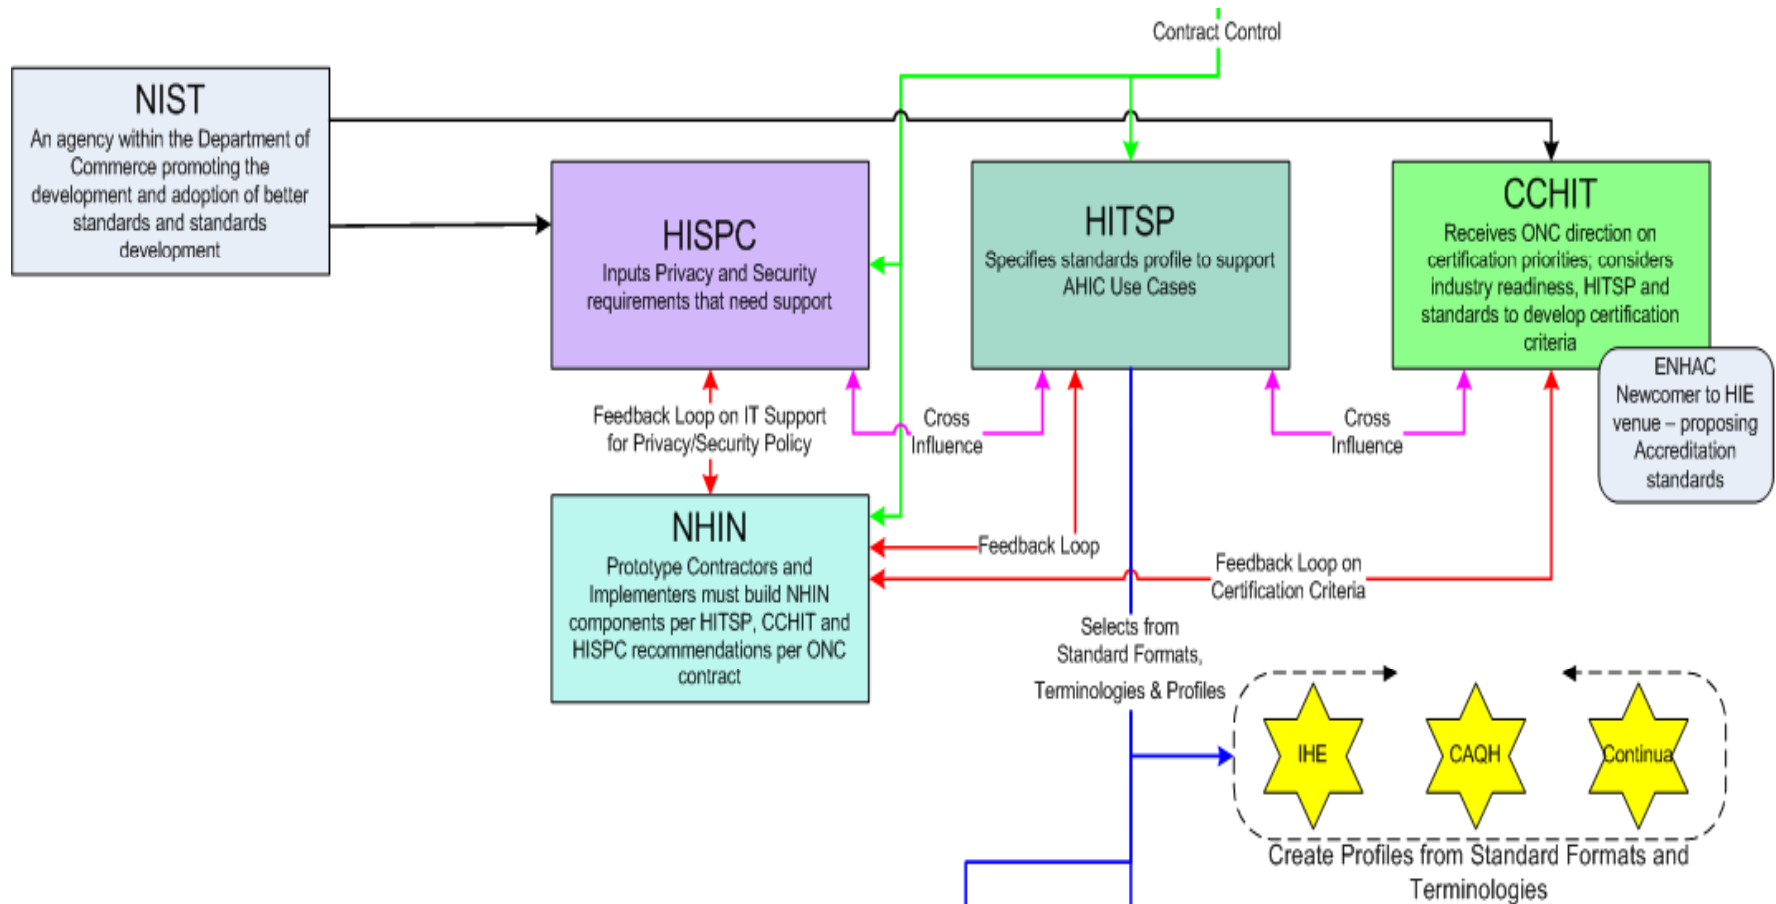 Contract Control
NIST
An agency within the Department of
Commerce promoting the
development and adoption of better
standards and standards
development
HISPC
Inputs Privacy and Security
requirements that need support
HITSP
Specifies standards profile to support
AHIC Use Cases
CCHIT
Receives ONC direction on
certification priorities; considers
industry readiness, HITSP and
standards to develop certification
criteria
ENHAC
Newcomer to HIE
venue – proposing
Accreditation
standards
Feedback Loop on IT Support
for Privacy/Security Policy
Cross
Influence
Cross
Influence
NHIN
Prototype Contractors and
Implementers must build NHIN
components per HITSP, CCHIT and
HISPC recommendations per ONC
contract
Feedback Loop
Feedback Loop on
Certification Criteria
Selects from
Standard Formats,
Terminologies & Profiles
IHE
CAQH
Continua
Create Profiles from Standard Formats and
Terminologies